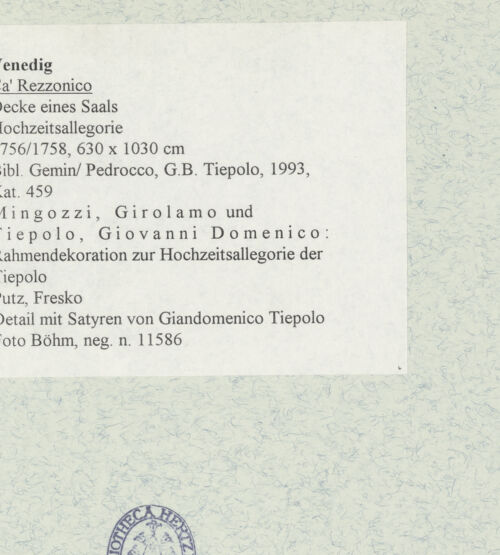 Venedig
Ca' Rezzonico
Decke eines Saals
Hochzeitsallegorie
1756/1758, 630 x 1030 cm
Bibl. Gemin/ Pedrocco, G.B. Tiepolo, 1993,
Kat. 459
Mingozzi, Girolamo und
Tiepolo, Giovanni Domenico:
Rahmendekoration zur Hochzeitsallegorie der
Tiepolo
Putz, Fresko
Detail mit Satyren von Giandomenico Tiepolo
Foto Böhm, neg. n. 11586
BIBLIOTHECA HERTZ